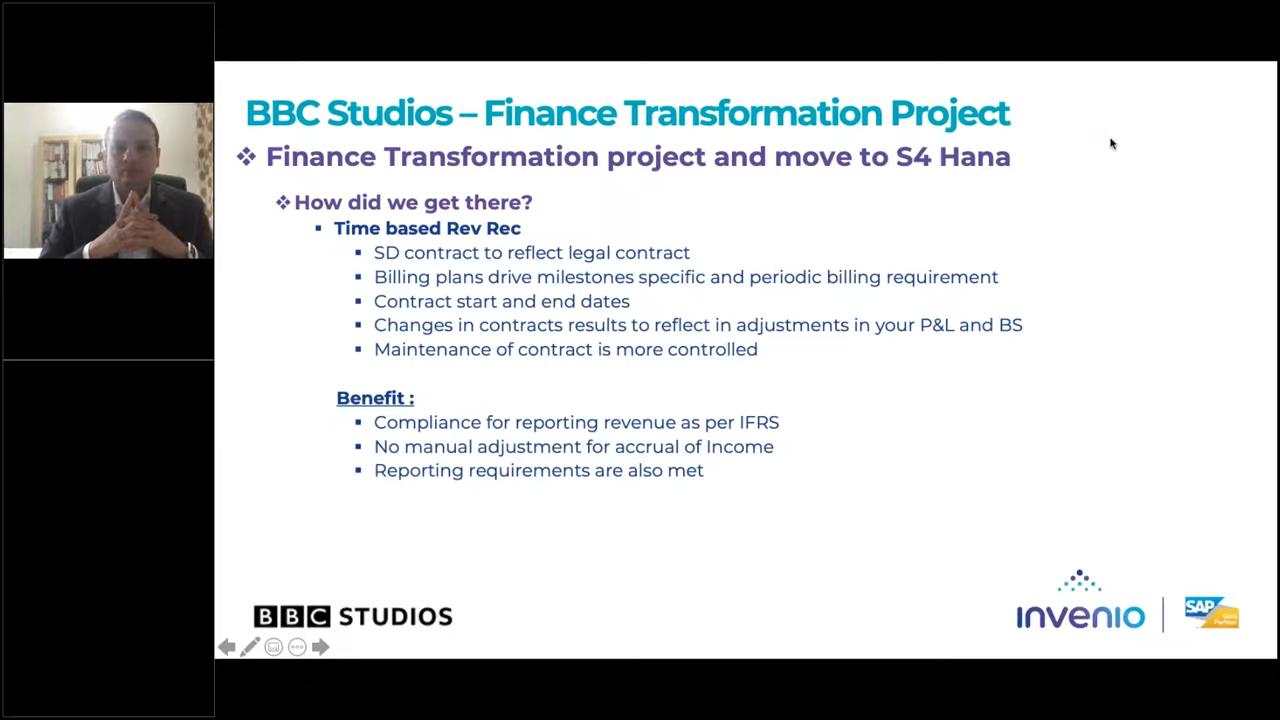 BBC Studios – Finance Transformation Project
Finance Transformation project and move to S4 Hana
How did we get there?
Time based Rev Rec
SD contract to reflect legal contract
Billing plans drive milestones specific and periodic billing requirement
Contract start and end dates
Changes in contracts results to reflect in adjustments in your P&L and BS
Maintenance of contract is more controlled
Benefit :
Compliance for reporting revenue as per IFRS
No manual adjustment for accrual of Income
Reporting requirements are also met
BBC STUDIOS
invenio
SAP
Gold
Partner